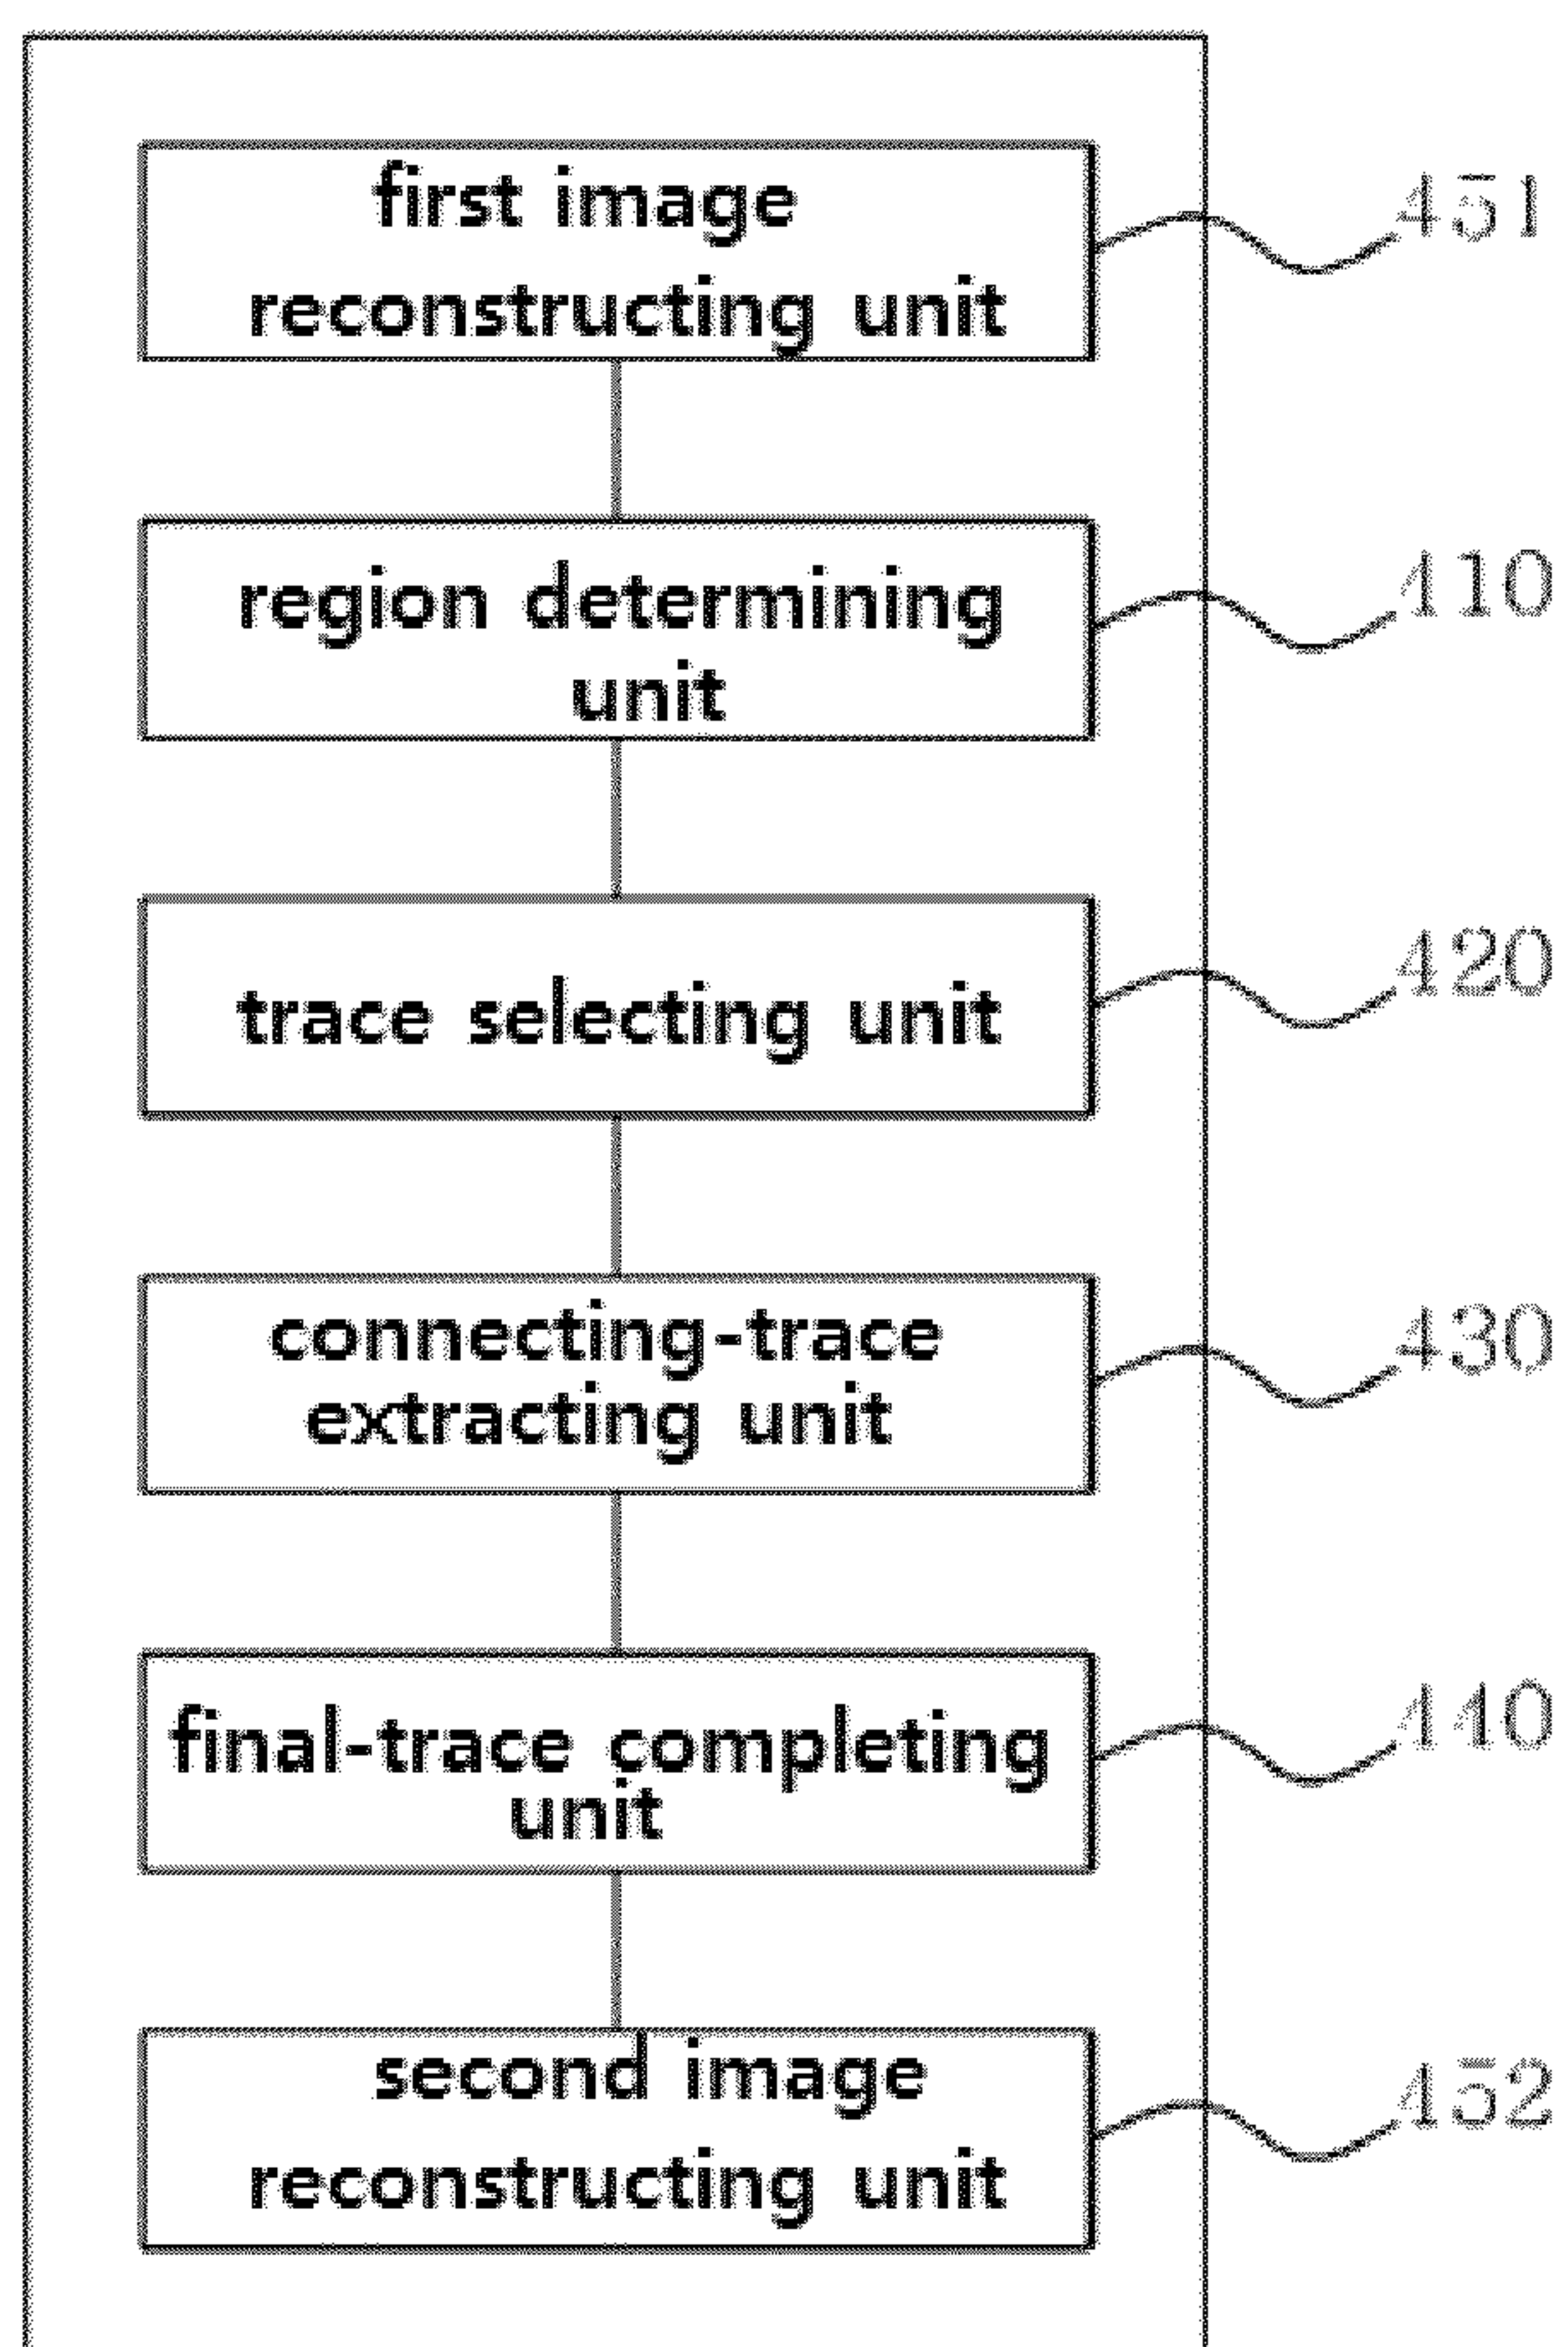 first image
reconstructing unit
451
region determining
unit
410
trace selecting unit
420
connecting-trace
extracting unit
430
final-trace completing
unit
440
second image
reconstructing unit
452